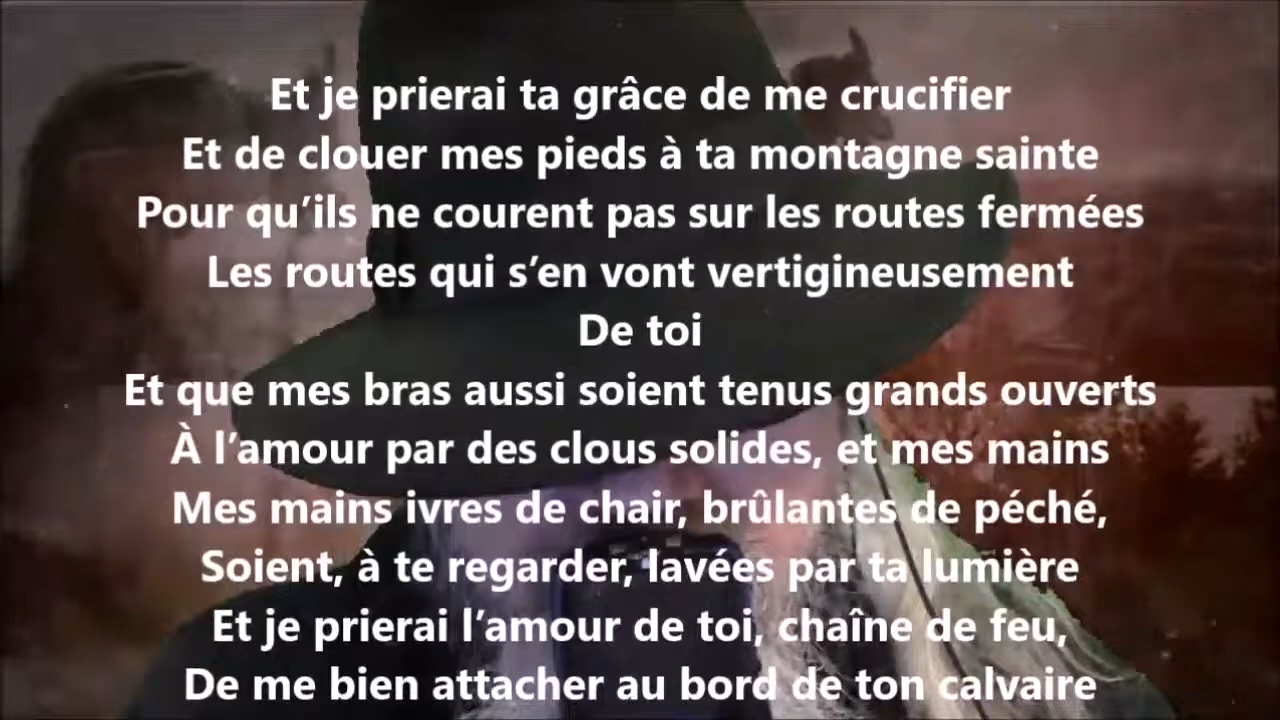 Et je prierai ta grâce de me crucifier
Et de clouer mes pieds à ta montagne sainte
Pour qu’ils ne courent pas sur les routes fermées
Les routes qui s’en vont vertigineusement
De toi
Et que mes bras aussi soient tenus grands ouverts
À l’amour par des clous solides, et mes mains
Mes mains ivres de chair, brûlantes de péché,
Soient, à te regarder, lavées par ta lumière
Et je prierai l’amour de toi, chaîne de feu,
De me bien attacher au bord de ton calvaire